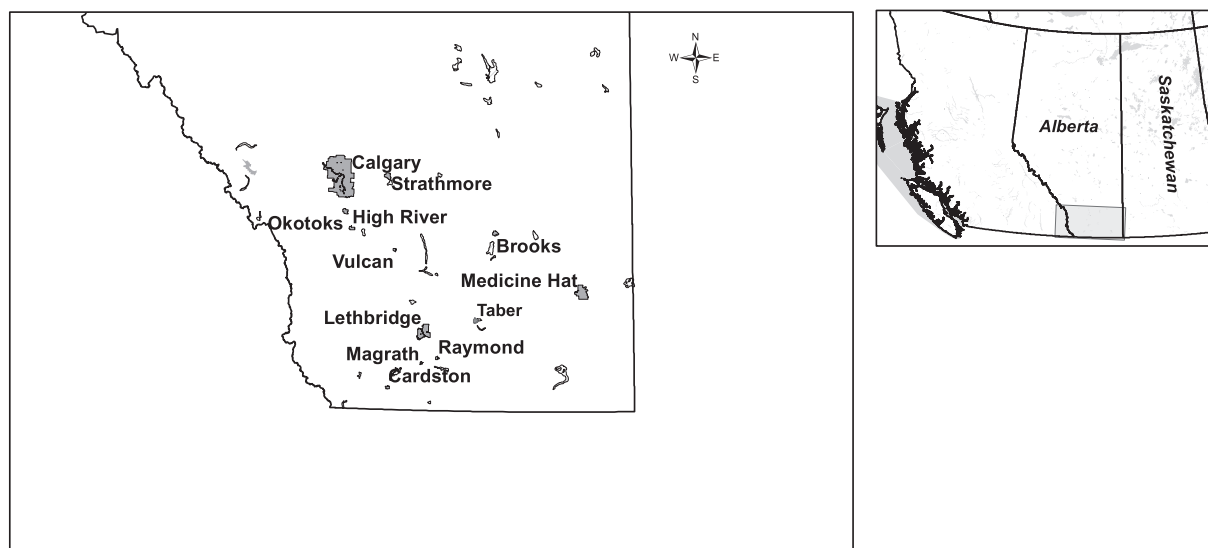 N
W E
S
Calgary
Strathmore
Okotoks
High River
Brooks
Vulcan
Medicine Hat
Taber
Lethbridge
Raymond
Magrath
Cardston
Alberta
Saskatchewan